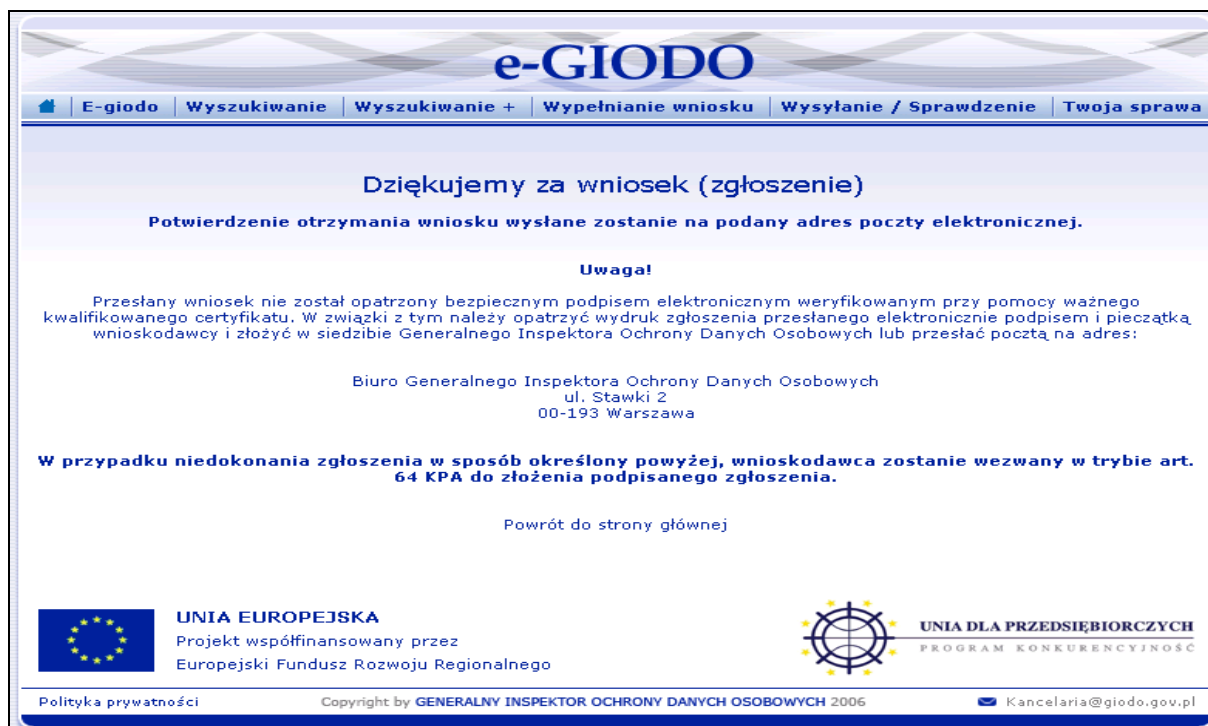 e-GIODO
E-giodo Wyszukiwanie Wyszukiwanie + Wypełnianie wniosku Wysyłanie / Sprawdzenie Twoja sprawa
Dziękujemy za wniosek (zgłoszenie)
Potwierdzenie otrzymania wniosku wysłane zostanie na podany adres poczty elektronicznej.
Uwaga!
Przesłany wniosek nie został opatrzony bezpiecznym podpisem elektronicznym weryfikowanym przy pomocy ważnego
kwalifikowanego certyfikatu. W związki z tym należy opatrzyć wydruk zgłoszenia przesłanego elektronicznie podpisem i pieczątką
wnioskodawcy i złożyć w siedzibie Generalnego Inspektora Ochrony Danych Osobowych lub przesłać pocztą na adres:
Biuro Generalnego Inspektora Ochrony Danych Osobowych
ul. Stawki 2
00-193 Warszawa
W przypadku niedokonania zgłoszenia w sposób określony powyżej, wnioskodawca zostanie wezwany w trybie art.
64 KPA do złożenia podpisanego zgłoszenia.
Powrót do strony głównej
UNIA EUROPEJSKA
Projekt współfinansowany przez
Europejski Fundusz Rozwoju Regionalnego
UNIA DLA PRZEDSIĘBIORCZYCH
PROGRAM KONKURENCYJNOŚĆ
Polityka prywatności Copyright by GENERALNY INSPEKTOR OCHRONY DANYCH OSOBOWYCH 2006 Kancelaria@giodo.gov.pl